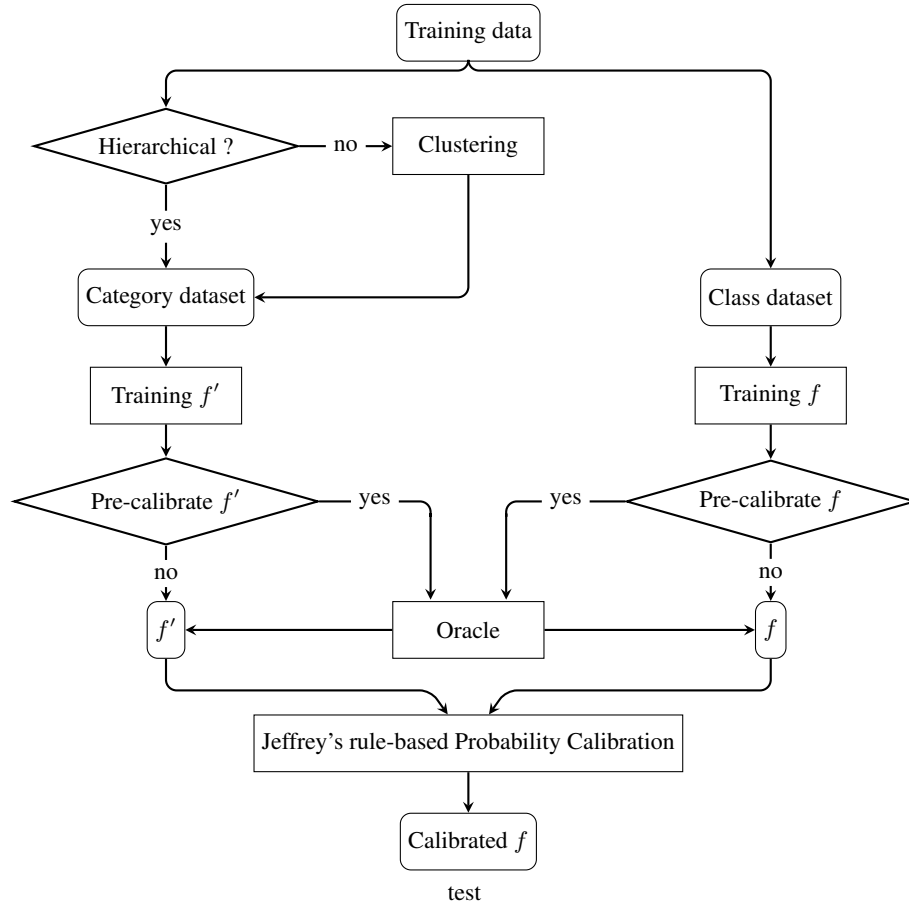 Training data
Hierarchical ?
no
Clustering
yes
Category dataset
Class dataset
Training f′
Training f
Pre-calibrate f′
yes
yes
Pre-calibrate f
no
no
f′
Oracle
f
Jeffrey's rule-based Probability Calibration
Calibrated f
test